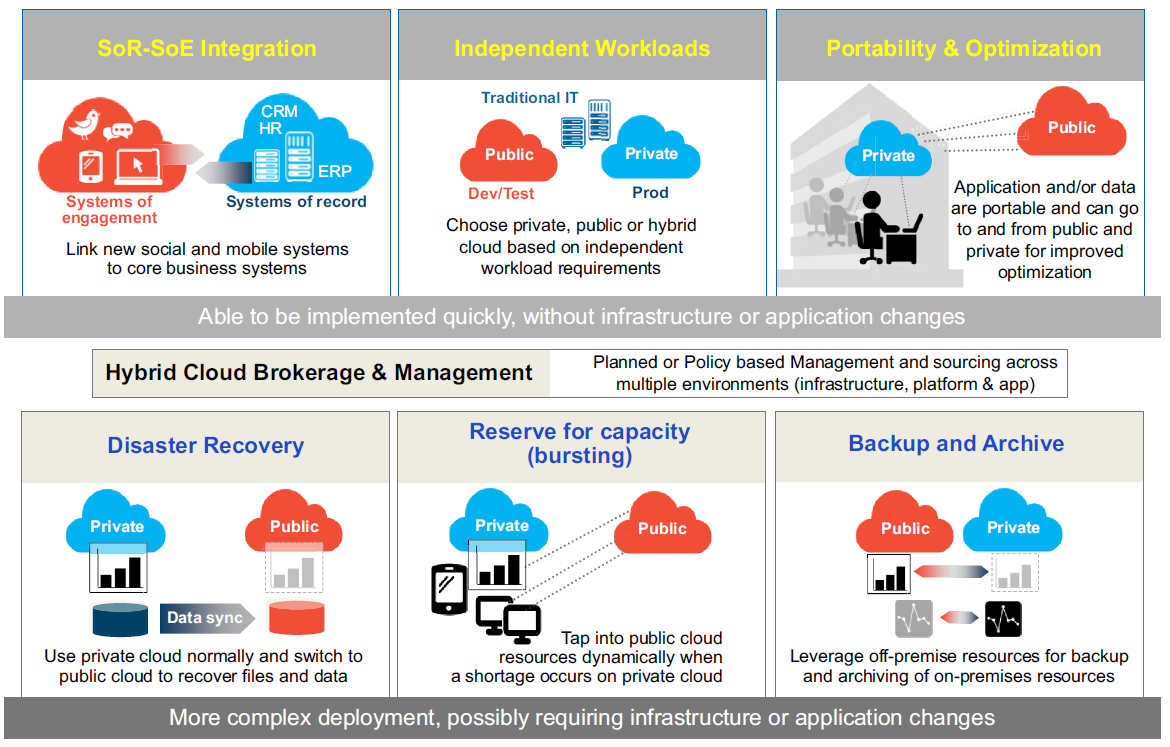 SoR-SoE Integration
CRM
HR
ERP
Systems of
engagement
Systems of record
Link new social and mobile systems
to core business systems
Independent Workloads
Traditional IT
Public
Private
Dev/Test
Prod
Choose private, public or hybrid
cloud based on independent
workload requirements
Portability & Optimization
Public
Private
Application and/or data
are portable and can go
to and from public and
private for improved
optimization
Able to be implemented quickly, without infrastructure or application changes
Hybrid Cloud Brokerage & Management
Planned or Policy based Management and sourcing across
multiple environments (infrastructure, platform & app)
Disaster Recovery
Private
Public
Data sync
Use private cloud normally and switch to
public cloud to recover files and data
Reserve for capacity
(bursting)
Private
Public
Tap into public cloud
resources dynamically when
a shortage occurs on private cloud
Backup and Archive
Public
Private
Leverage off-premise resources for backup
and archiving of on-premises resources
More complex deployment, possibly requiring infrastructure or application changes